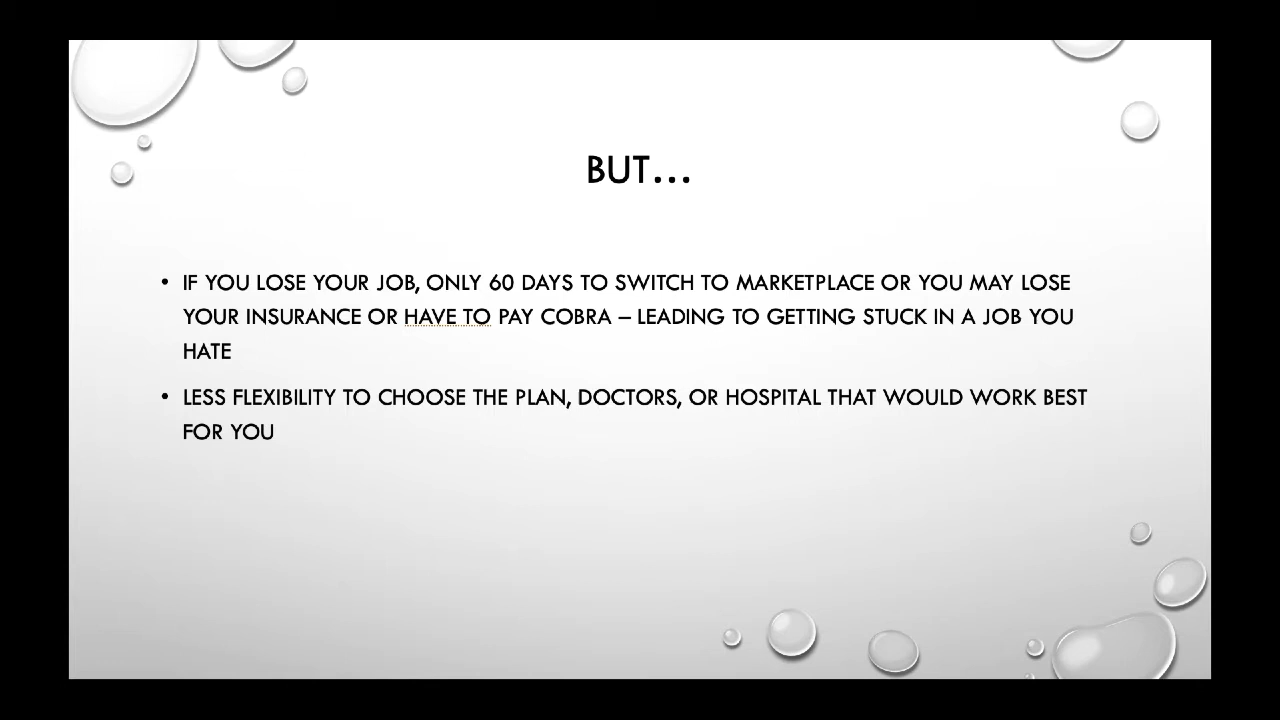 BUT...
• IF YOU LOSE YOUR JOB, ONLY 60 DAYS TO SWITCH TO MARKETPLACE OR YOU MAY LOSE
YOUR INSURANCE OR HAVE TO PAY COBRA – LEADING TO GETTING STUCK IN A JOB YOU
HATE
• LESS FLEXIBILITY TO CHOOSE THE PLAN, DOCTORS, OR HOSPITAL THAT WOULD WORK BEST
FOR YOU